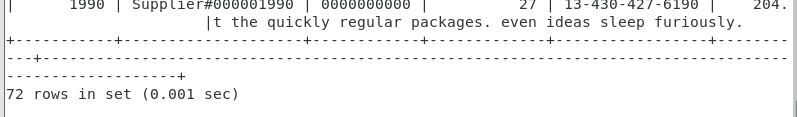 |      1990 | Supplier#000001990 | 0000000000 |          27 | 13-430-427-6190 |    204.
                      |t the quickly regular packages. even ideas sleep furiously.
+-----------+--------------------+------------+-------------+-----------------+--------
---+-----------------------------------------------------------------------------------
-------------------+
72 rows in set (0.001 sec)